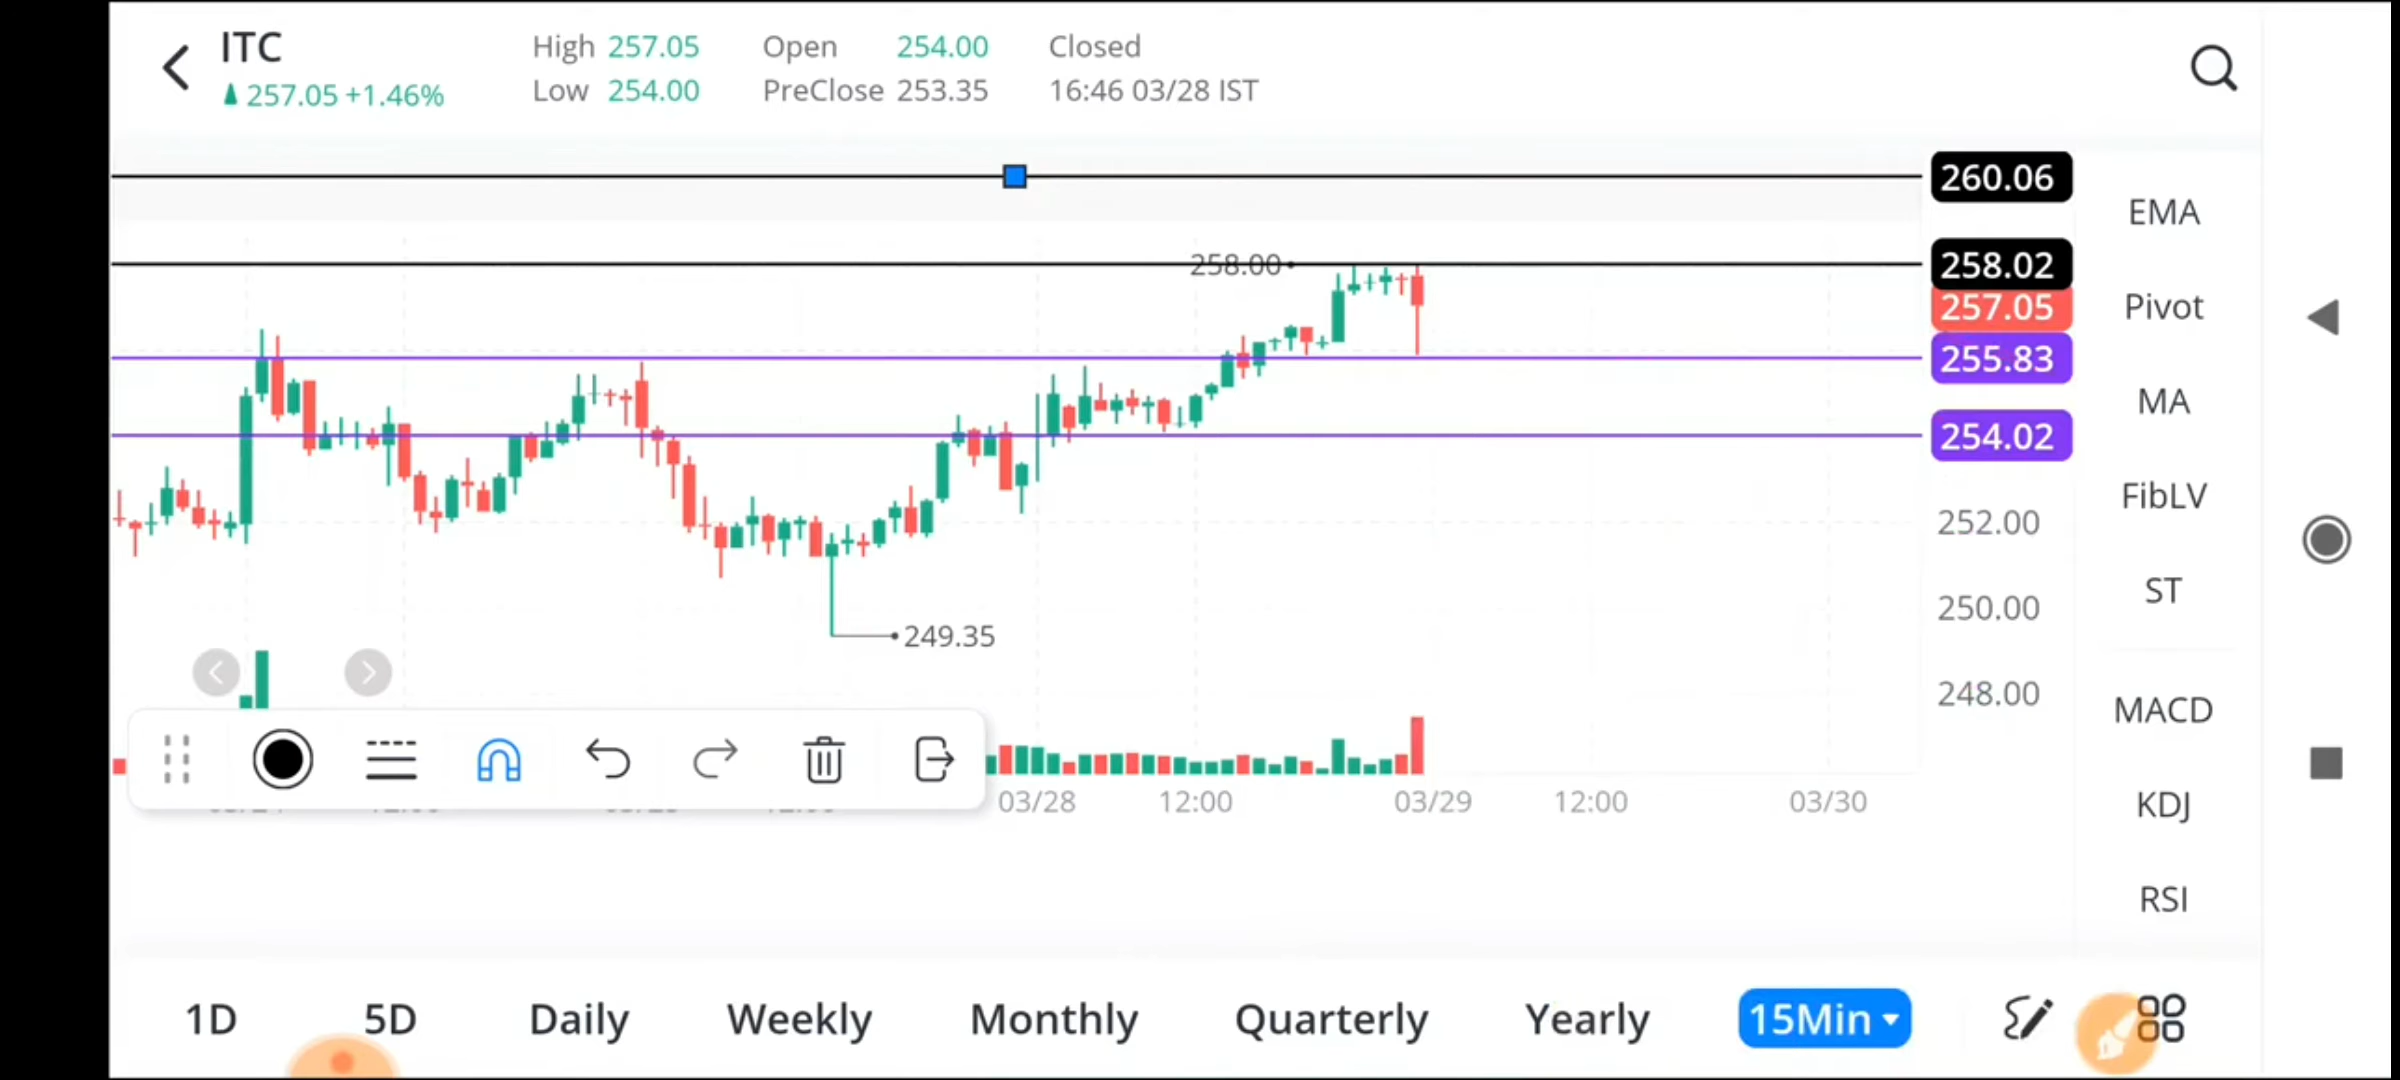 ITC
257.05 +1.46%
High 257.05
Low 254.00
Open 254.00
PreClose 253.35
Closed
16:46 03/28 IST
260.06
258.00
258.02
257.05
255.83
254.02
252.00
250.00
248.00
249.35
03/28 12:00 03/29 12:00 03/30
EMA
Pivot
MA
FibLV
ST
MACD
KDJ
RSI
1D 5D Daily Weekly Monthly Quarterly Yearly 15Min